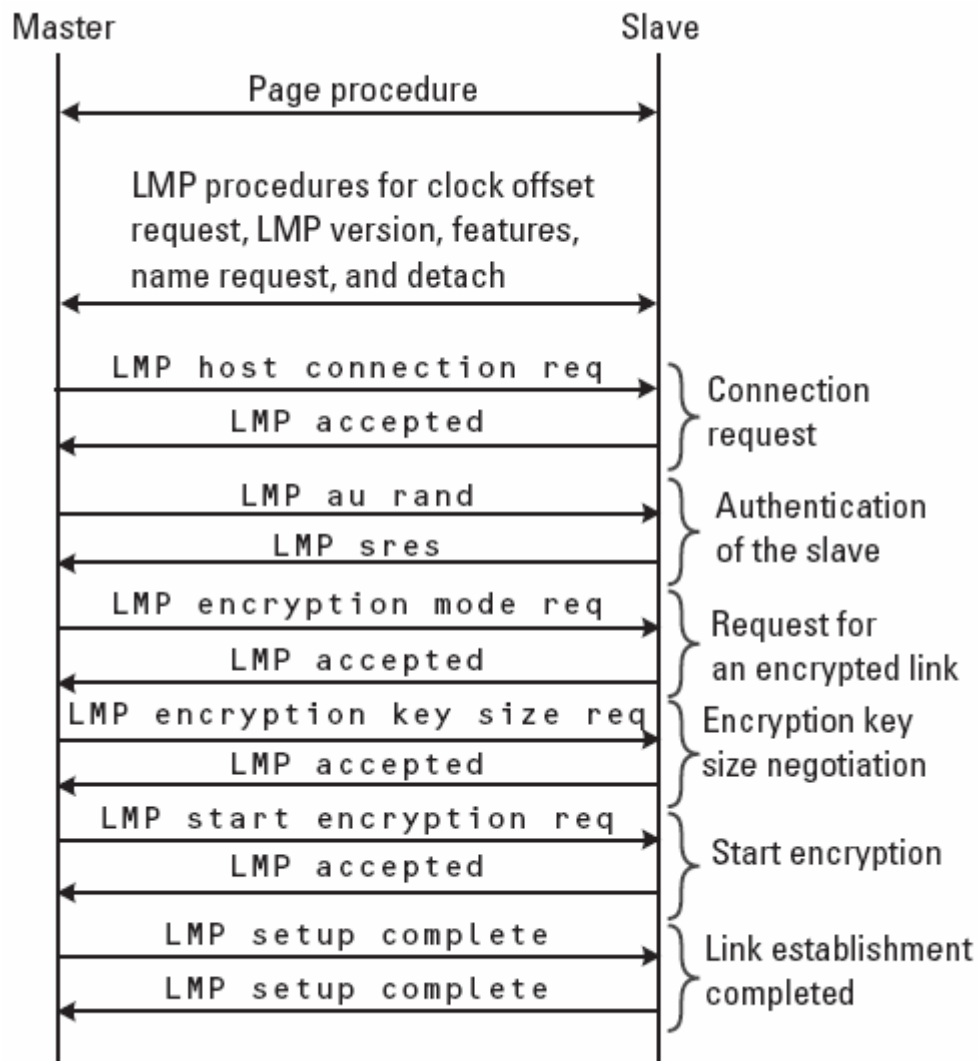 Master
Slave
Page procedure
LMP procedures for clock offset
request, LMP version, features,
name request, and detach
LMP host connection req
LMP accepted
Connection
request
LMP au rand
LMP sres
Authentication
of the slave
LMP encryption mode req
LMP accepted
Request for
an encrypted link
LMP encryption key size req
LMP accepted
Encryption key
size negotiation
LMP start encryption req
LMP accepted
Start encryption
LMP setup complete
LMP setup complete
Link establishment
completed